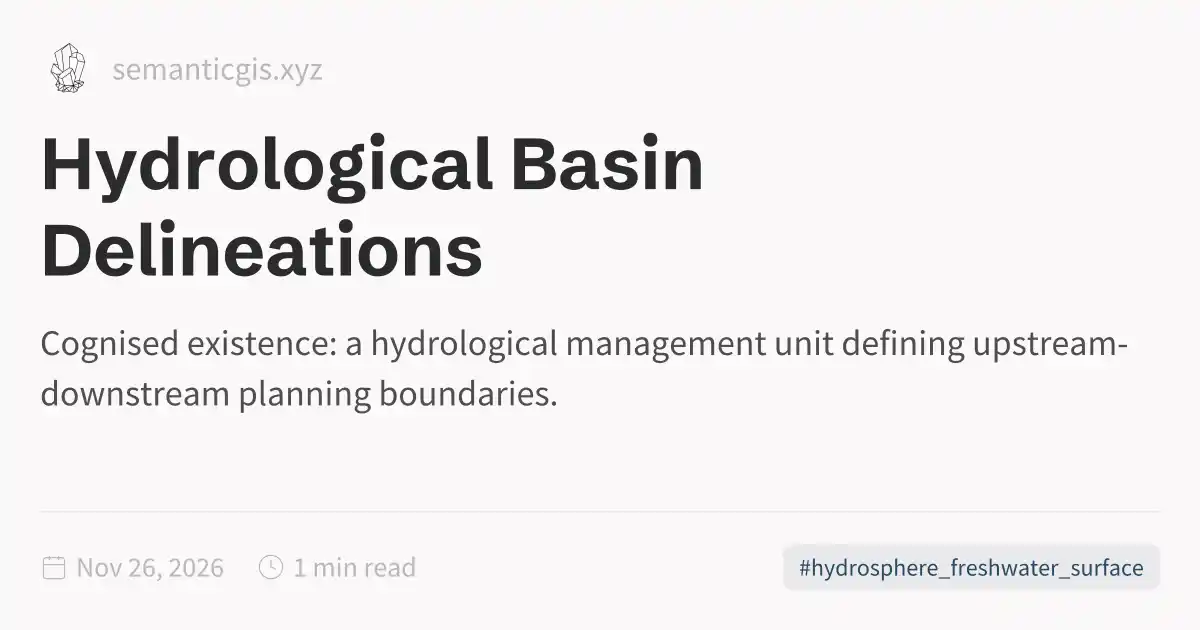 semanticgis.xyz
Hydrological Basin
Delineations
Cognised existence: a hydrological management unit defining upstream-
downstream planning boundaries.
Nov 26, 2026 1 min read #hydrosphere_freshwater_surface